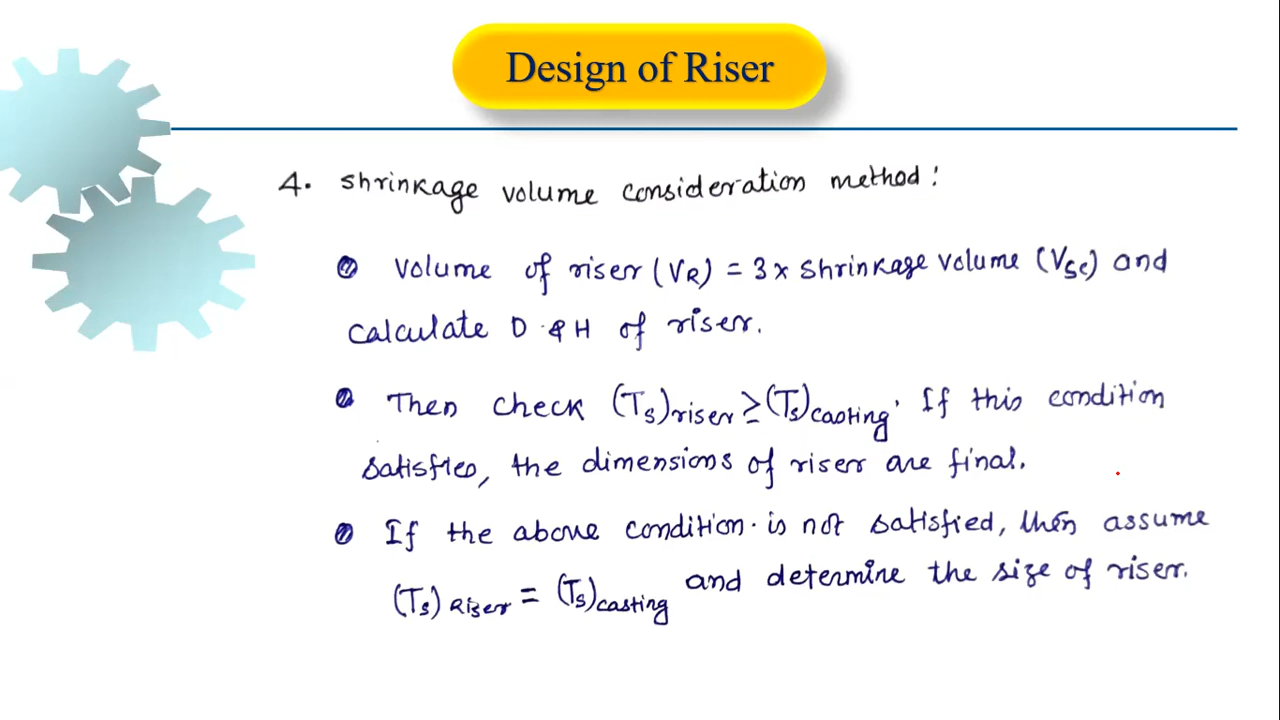 Design of Riser
4. Shrinkage volume consideration method:
Volume of riser (VR) = 3 x Shrinkage volume (Vsc) and
calculate D & H of riser.
Then check (Ts)riser ≥ (Ts)casting. If this condition
satisfies, the dimensions of riser are final.
If the above condition is not satisfied, then assume
(Ts) Riser = (Ts)casting and determine the size of riser.